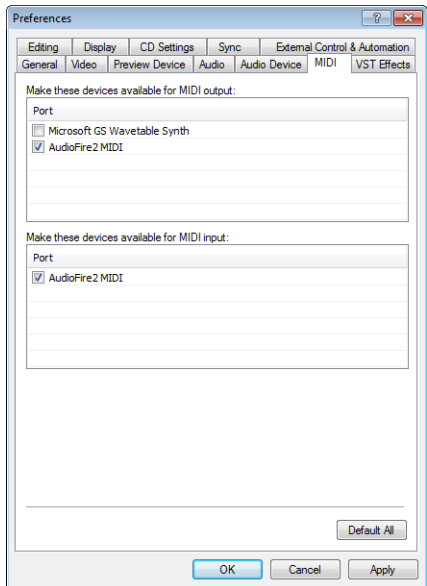 Preferences
?
Editing Display CD Settings Sync External Control & Automation
General Video Preview Device Audio Audio Device MIDI VST Effects
Make these devices available for MIDI output:
Port
Microsoft GS Wavetable Synth
AudioFire2 MIDI
Make these devices available for MIDI input:
Port
AudioFire2 MIDI
Default All
OK Cancel Apply